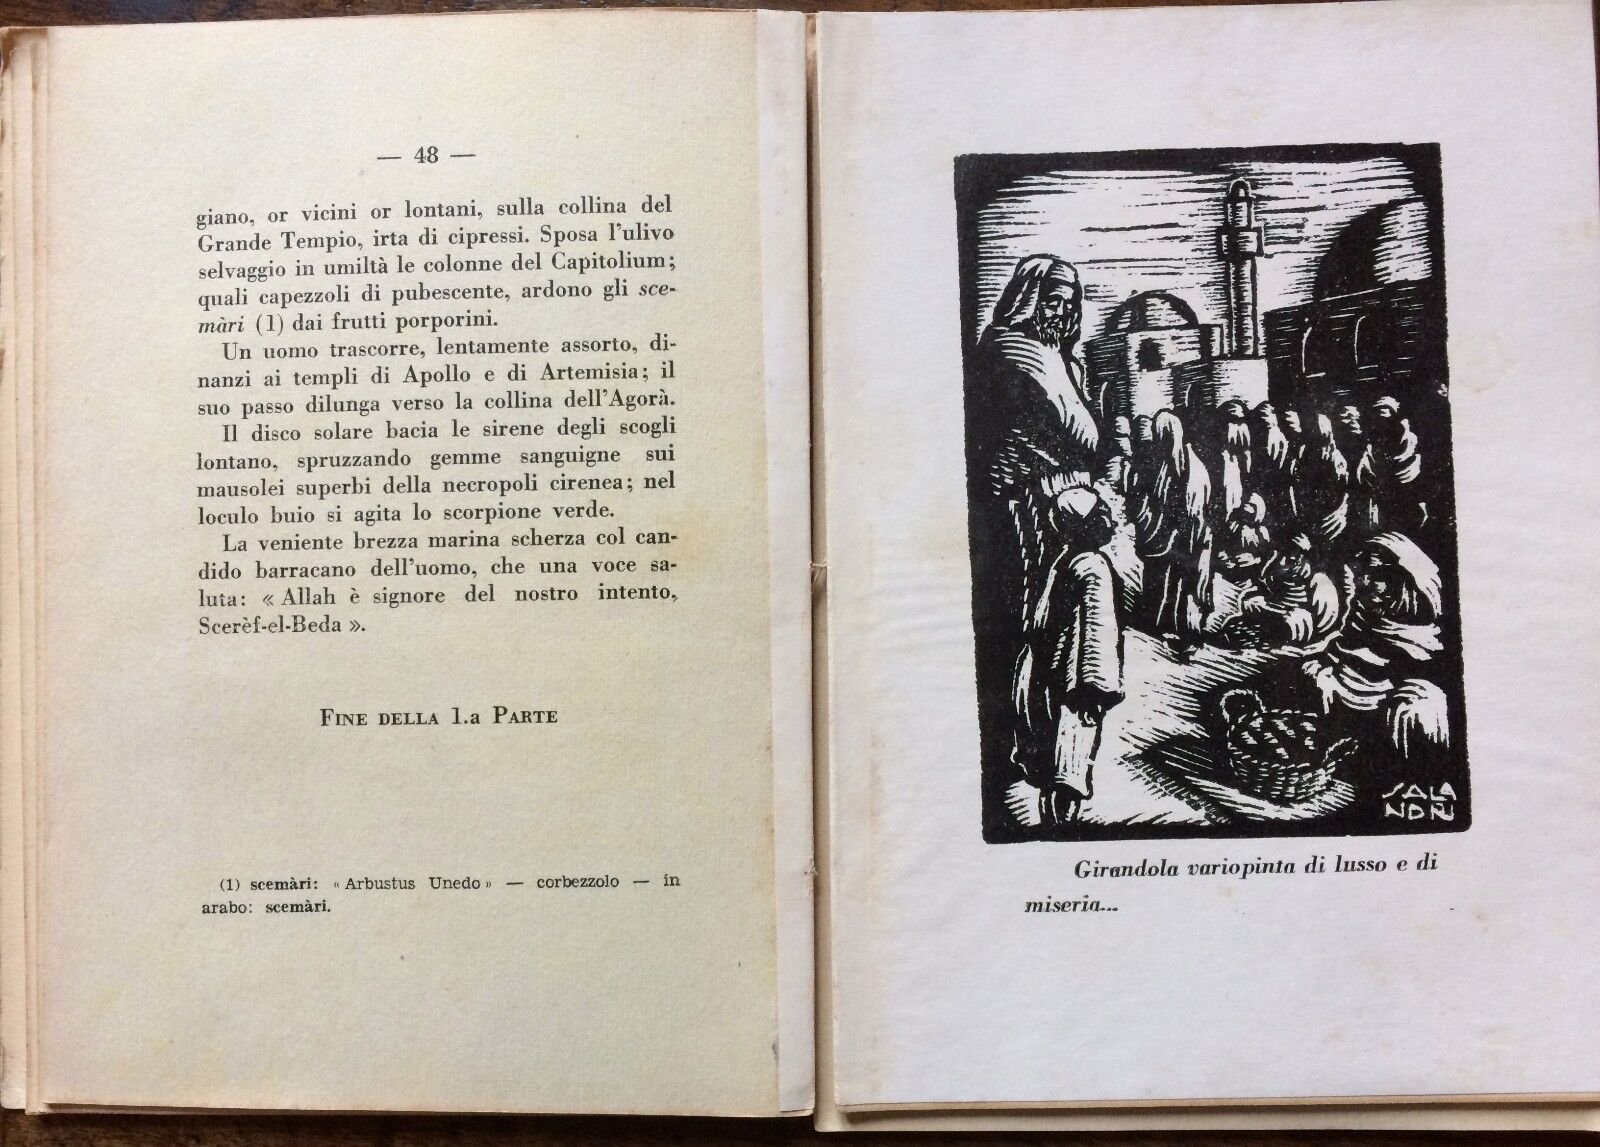 — 48 —
giano, or vicini or lontani, sulla collina del
Grande Tempio, irta di cipressi. Sposa l'ulivo
selvaggio in umiltà le colonne del Capitolium;
quali capezzoli di pubescente, ardono gli sce-
màri (1) dai frutti porporini.
Un uomo trascorre, lentamente assorto, di-
nanzi ai templi di Apollo e di Artemisia; il
suo passo dilunga verso la collina dell'Agorà.
Il disco solare bacia le sirene degli scogli
lontano, spruzzando gemme sanguigne sui
mausolei superbi della necropoli cirenea; nel
loculo buio si agita lo scorpione verde.
La veniente brezza marina scherza col can-
dido barracano dell'uomo, che una voce sa-
luta: « Allah è signore del nostro intento,
Scerèf-el-Beda ».
FINE DELLA 1.a PARTE
(1) scemàri: « Arbustus Unedo » — corbezzolo — in
arabo: scemàri.
SALA
NDRI
Girandola variopinta di lusso e di
miseria...